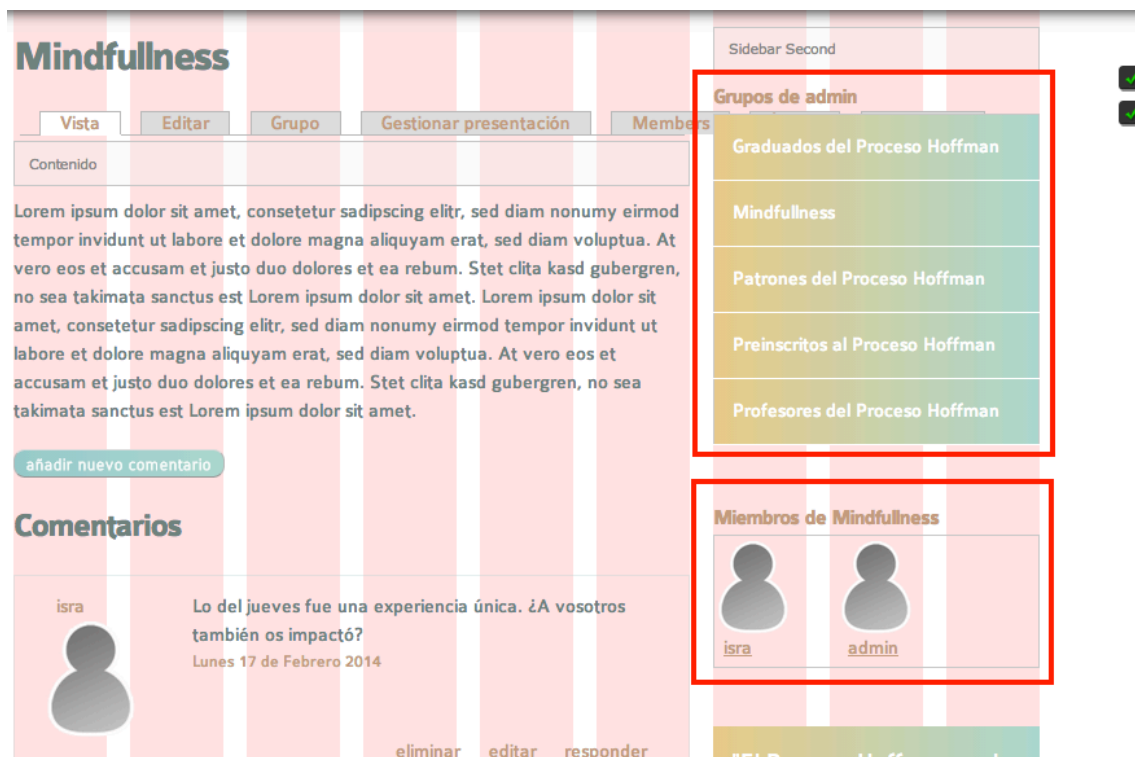 Mindfullness
Vista
Editar
Grupo
Gestionar presentación
Members
Contenido
Lorem ipsum dolor sit amet, consetetur sadipscing elitr, sed diam nonumy eirmod
tempor invidunt ut labore et dolore magna aliquyam erat, sed diam voluptua. At
vero eos et accusam et justo duo dolores et ea rebum. Stet clita kasd gubergren,
no sea takimata sanctus est Lorem ipsum dolor sit amet. Lorem ipsum dolor sit
amet, consetetur sadipscing elitr, sed diam nonumy eirmod tempor invidunt ut
labore et dolore magna aliquyam erat, sed diam voluptua. At vero eos et
accusam et justo duo dolores et ea rebum. Stet clita kasd gubergren, no sea
takimata sanctus est Lorem ipsum dolor sit amet.
añadir nuevo comentario
Comentarios
isra
Lo del jueves fue una experiencia única. ¿A vosotros
también os impactó?
Lunes 17 de Febrero 2014
eliminar
editar
responder
Sidebar Second
Grupos de admin
Graduados del Proceso Hoffman
Mindfullness
Patrones del Proceso Hoffman
Preinscritos al Proceso Hoffman
Profesores del Proceso Hoffman
Miembros de Mindfullness
isra
admin